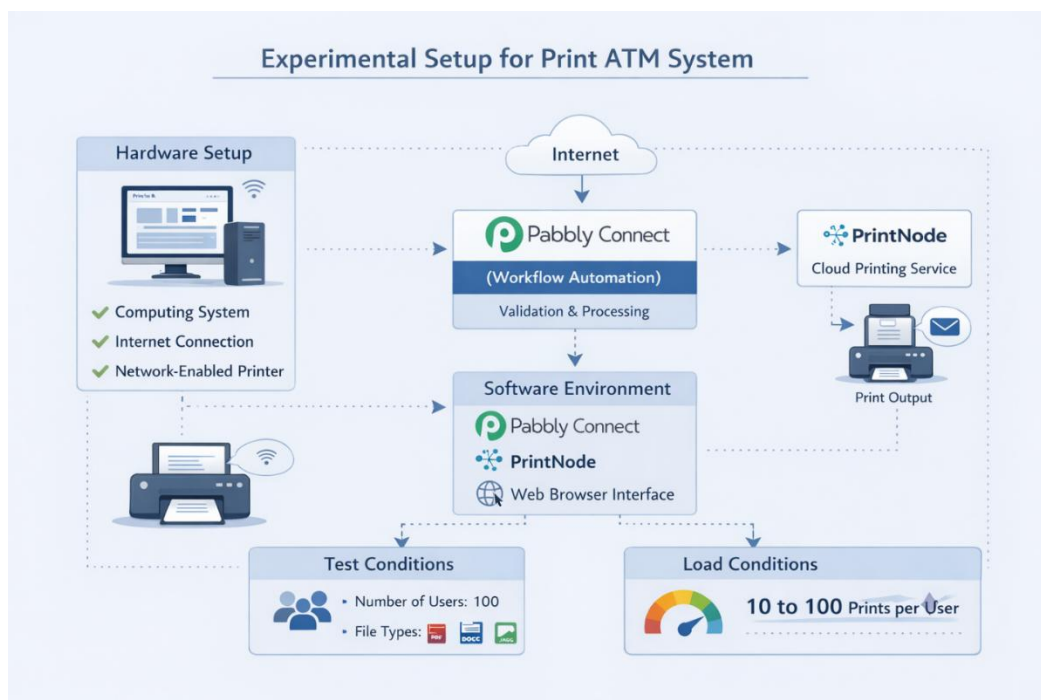 Experimental Setup for Print ATM System
Hardware Setup
Computing System
Internet Connection
Network-Enabled Printer
Internet
Pabbly Connect
(Workflow Automation)
Validation & Processing
PrintNode
Cloud Printing Service
Print Output
Software Environment
Pabbly Connect
PrintNode
Web Browser Interface
Test Conditions
• Number of Users: 100
• File Types:
Load Conditions
10 to 100 Prints per User